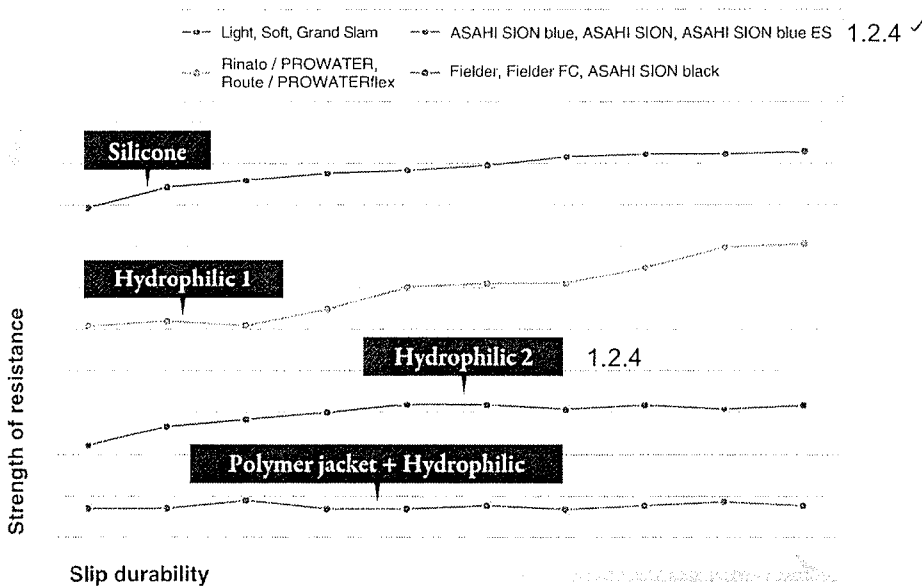 Light, Soft, Grand Slam
ASAHI SION blue, ASAHI SION, ASAHI SION blue ES 1.2.4 ✓
Rinato / PROWATER,
Route / PROWATERflex
Fielder, Fielder FC, ASAHI SION black
Silicone
Hydrophilic 1
Hydrophilic 2 1.2.4
Polymer jacket + Hydrophilic
Strength of resistance
Slip durability